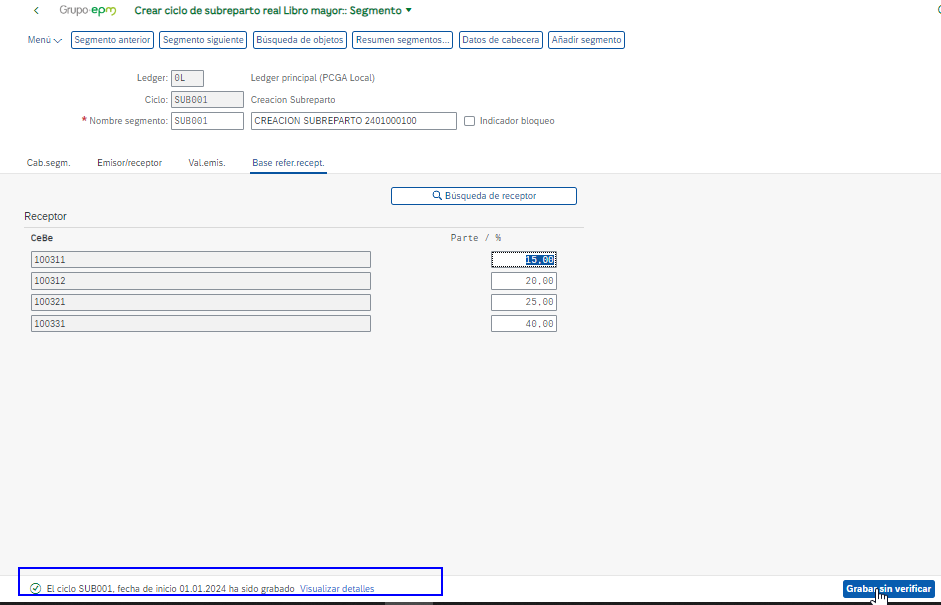 Grupo·epm Crear ciclo de subreparto real Libro mayor:: Segmento
Menú Segmento anterior Segmento siguiente Búsqueda de objetos Resumen segmentos... Datos de cabecera Añadir segmento
Ledger: 0L Ledger principal (PCGA Local)
Ciclo: SUB001 Creacion Subreparto
* Nombre segmento: SUB001 CREACION SUBREPARTO 2401000100 Indicador bloqueo
Cab.segm. Emisor/receptor Val.emis. Base refer.recept.
Búsqueda de receptor
Receptor
CeBe Parte / %
100311 15,00
100312 20,00
100321 25,00
100331 40,00
El ciclo SUB001, fecha de inicio 01.01.2024 ha sido grabado Visualizar detalles
Grabar sin verificar